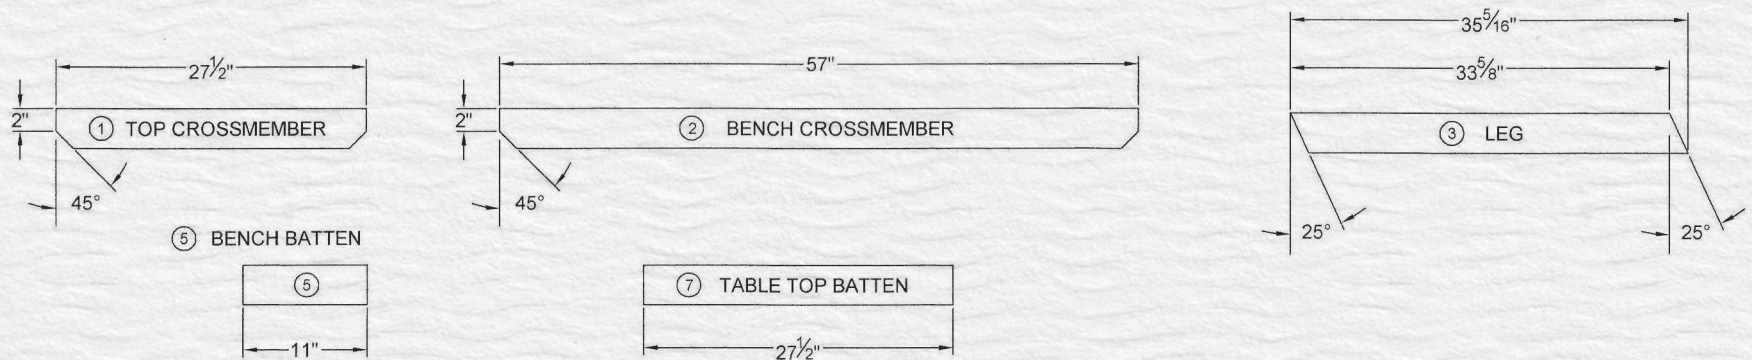 27½"
2"
① TOP CROSSMEMBER
45°
57"
2"
② BENCH CROSSMEMBER
45°
35⁵⁄₁₆"
33⅝"
③ LEG
25°
25°
⑤ BENCH BATTEN
⑤
11"
⑦ TABLE TOP BATTEN
27½"